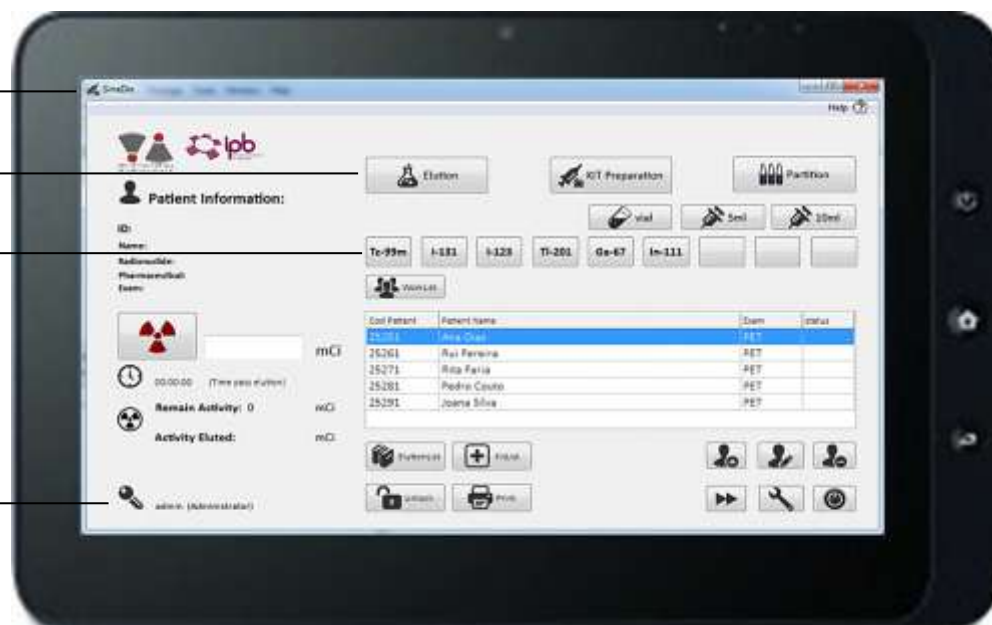 Help
ipb
Elution KIT Preparation Partition
Patient Information:
vial 5ml 10ml
ID:
Name:
Tc-99m I-131 I-123 Tl-201 Ga-67 In-111
Radionuclide:
Pharmaceutical:
Exam:
WorkList
Cod Patient Patient Name Exam status
Ana Dias PET
mCi
25261 Rui Pereira PET
25271 Rita Faria PET
00:00:00 (Time pass elution)
25281 Pedro Couto PET
25291 Joana Silva PET
Remain Activity: 0 mCi
Activity Eluted: mCi
Print
admin (Administrator)